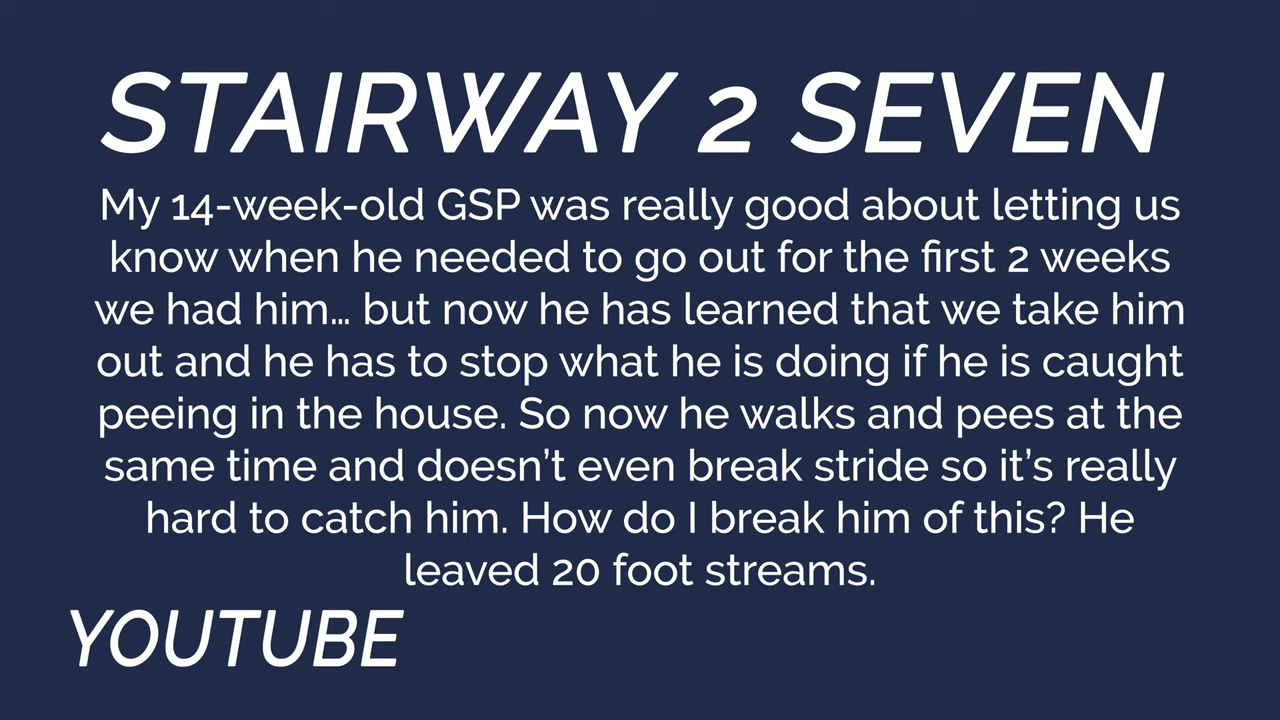 STAIRWAY 2 SEVEN
My 14-week-old GSP was really good about letting us
know when he needed to go out for the first 2 weeks
we had him... but now he has learned that we take him
out and he has to stop what he is doing if he is caught
peeing in the house. So now he walks and pees at the
same time and doesn’t even break stride so it’s really
hard to catch him. How do I break him of this? He
leaved 20 foot streams.
YOUTUBE